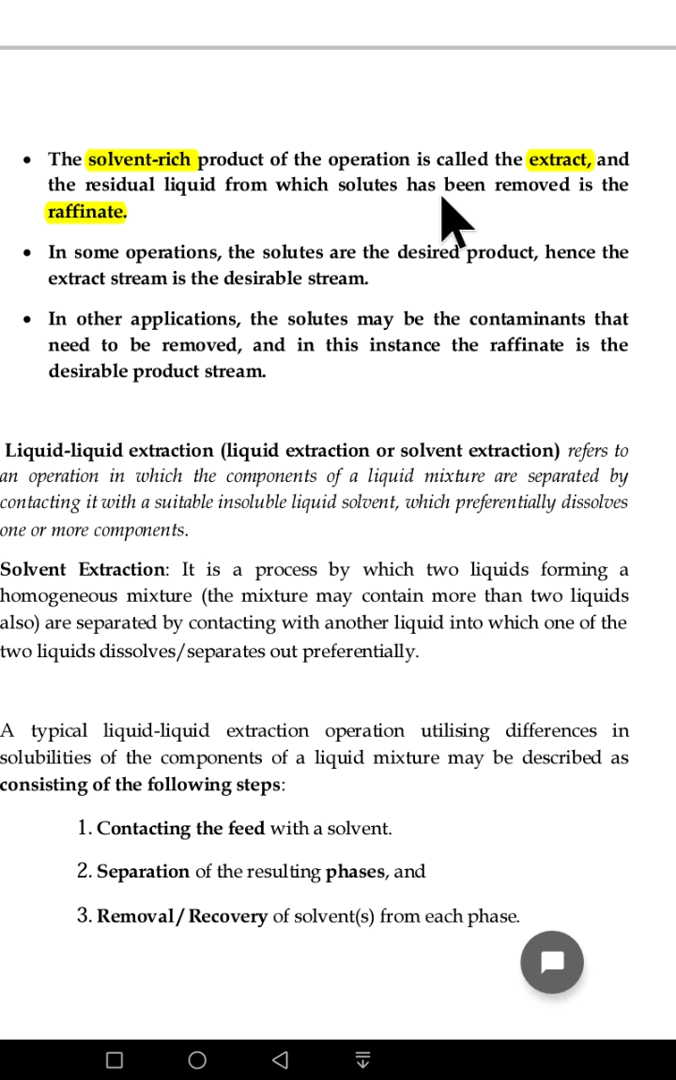 • The solvent-rich product of the operation is called the extract, and
the residual liquid from which solutes has been removed is the
raffinate.
• In some operations, the solutes are the desired product, hence the
extract stream is the desirable stream.
• In other applications, the solutes may be the contaminants that
need to be removed, and in this instance the raffinate is the
desirable product stream.
Liquid-liquid extraction (liquid extraction or solvent extraction) refers to
an operation in which the components of a liquid mixture are separated by
contacting it with a suitable insoluble liquid solvent, which preferentially dissolves
one or more components.
Solvent Extraction: It is a process by which two liquids forming a
homogeneous mixture (the mixture may contain more than two liquids
also) are separated by contacting with another liquid into which one of the
two liquids dissolves/separates out preferentially.
A typical liquid-liquid extraction operation utilising differences in
solubilities of the components of a liquid mixture may be described as
consisting of the following steps:
1. Contacting the feed with a solvent.
2. Separation of the resulting phases, and
3. Removal/Recovery of solvent(s) from each phase.